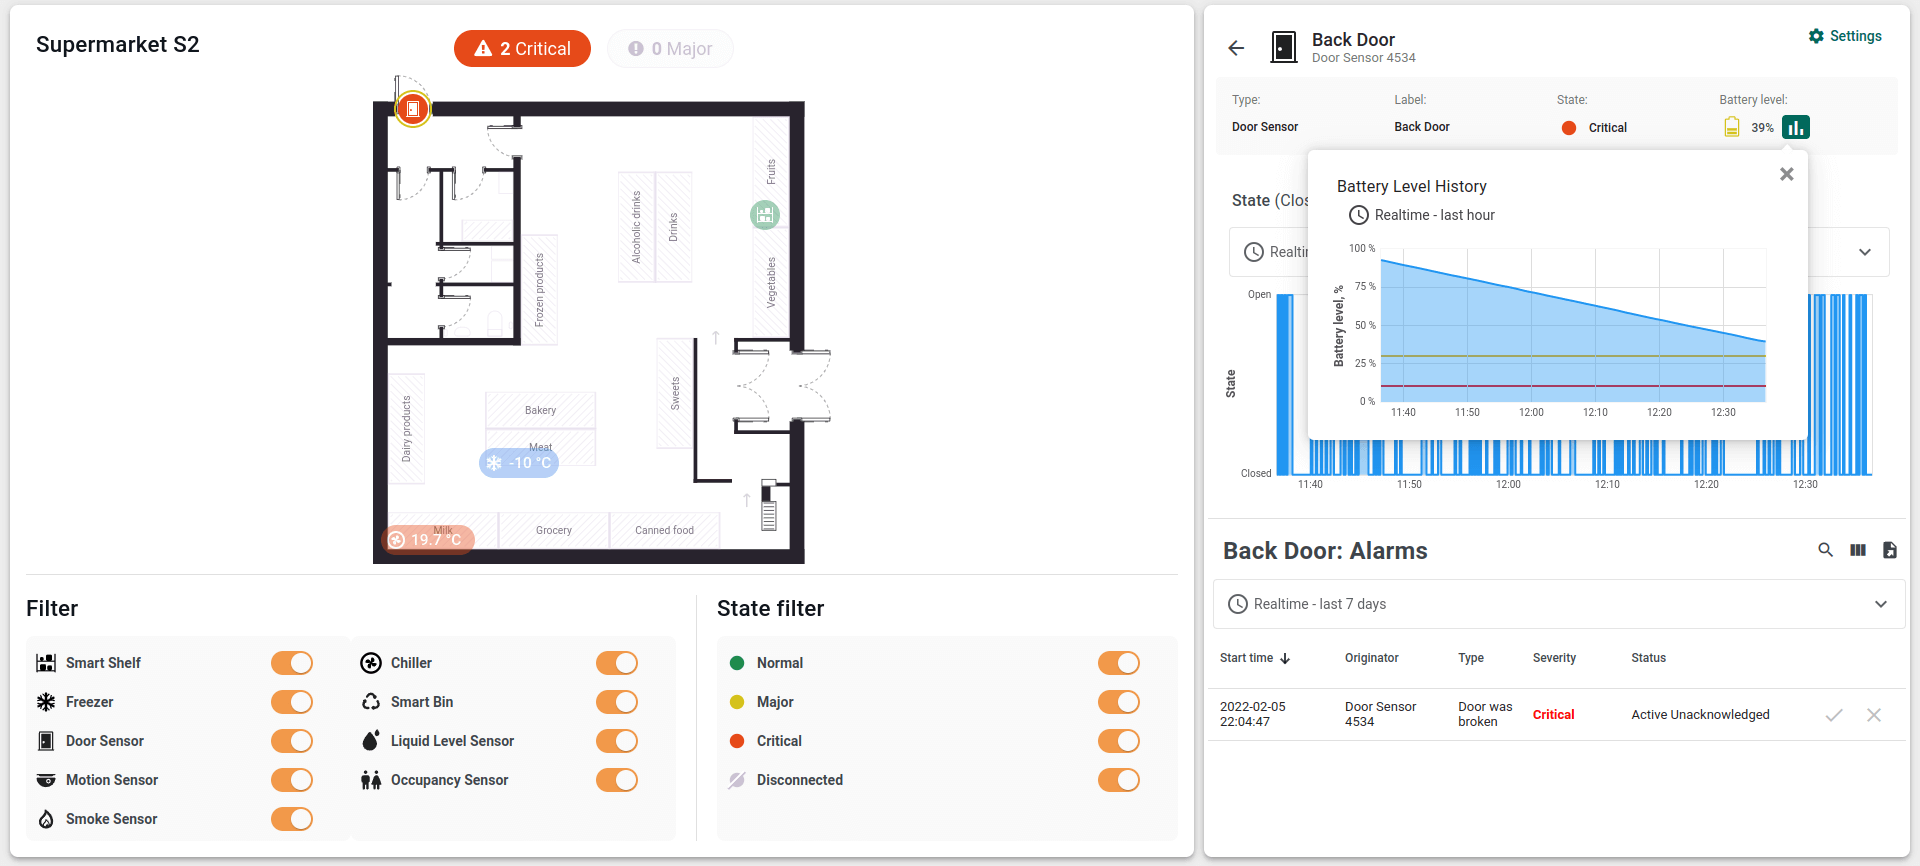 Supermarket S2
2 Critical
0 Major
Fruits
Alcoholic drinks
Drinks
Vegetables
Frozen products
Sweets
Dairy products
Bakery
Meat
-10 °C
Milk
19.7 °C
Grocery
Canned food
Filter
Smart Shelf
Chiller
Freezer
Smart Bin
Door Sensor
Liquid Level Sensor
Motion Sensor
Occupancy Sensor
Smoke Sensor
State filter
Normal
Major
Critical
Disconnected
Back Door
Door Sensor 4534
Settings
Type:
Label:
State:
Battery level:
Door Sensor
Back Door
Critical
39%
State (Clos
Realti
Battery Level History
Realtime - last hour
Battery level, %
100 %
75 %
50 %
25 %
0 %
11:40
11:50
12:00
12:10
12:20
12:30
State
Open
Closed
11:40
11:50
12:00
12:10
12:20
12:30
Back Door: Alarms
Realtime - last 7 days
Start time
Originator
Type
Severity
Status
2022-02-05
22:04:47
Door Sensor
4534
Door was
broken
Critical
Active Unacknowledged